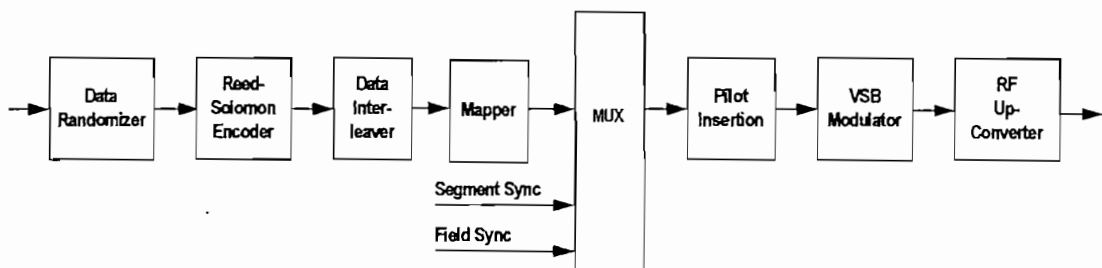 Data
Randomizer
Reed-
Solomon
Encoder
Data
Inter-
leaver
Mapper
MUX
Pilot
Insertion
VSB
Modulator
RF
Up-
Converter
Segment Sync
Field Sync